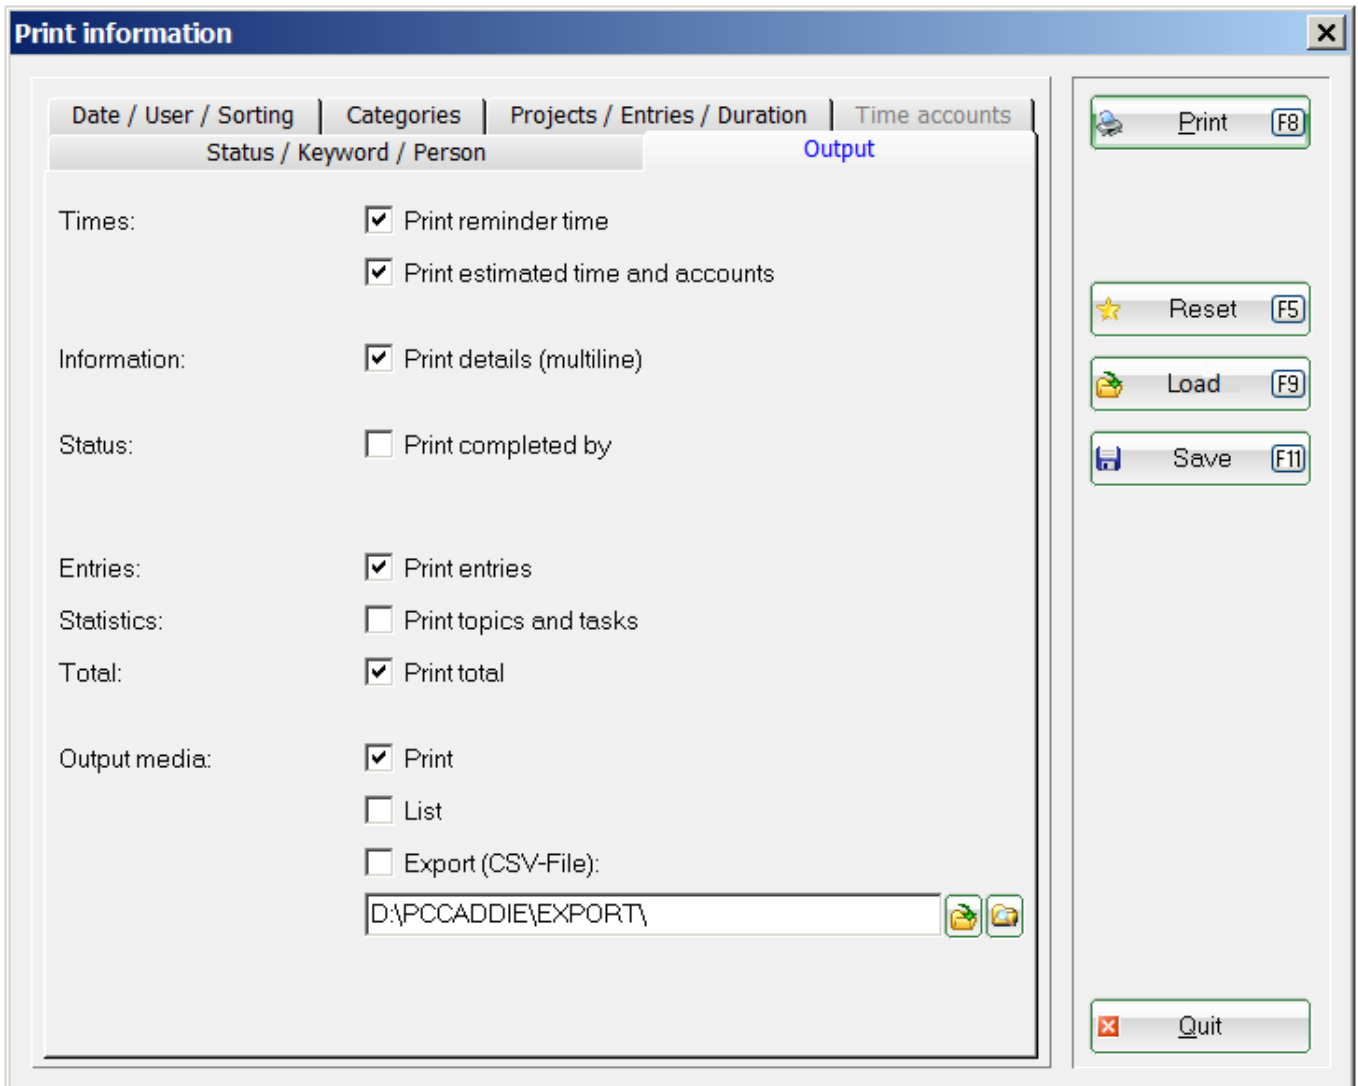 Print information
Date / User / Sorting
Categories
Projects / Entries / Duration
Time accounts
Status / Keyword / Person
Output
Times:
Print reminder time
Print estimated time and accounts
Information:
Print details (multiline)
Status:
Print completed by
Entries:
Print entries
Statistics:
Print topics and tasks
Total:
Print total
Output media:
Print
List
Export (CSV-File):
D:\PCCADDIE\EXPORT\
Print F8
Reset F5
Load F9
Save F11
Quit